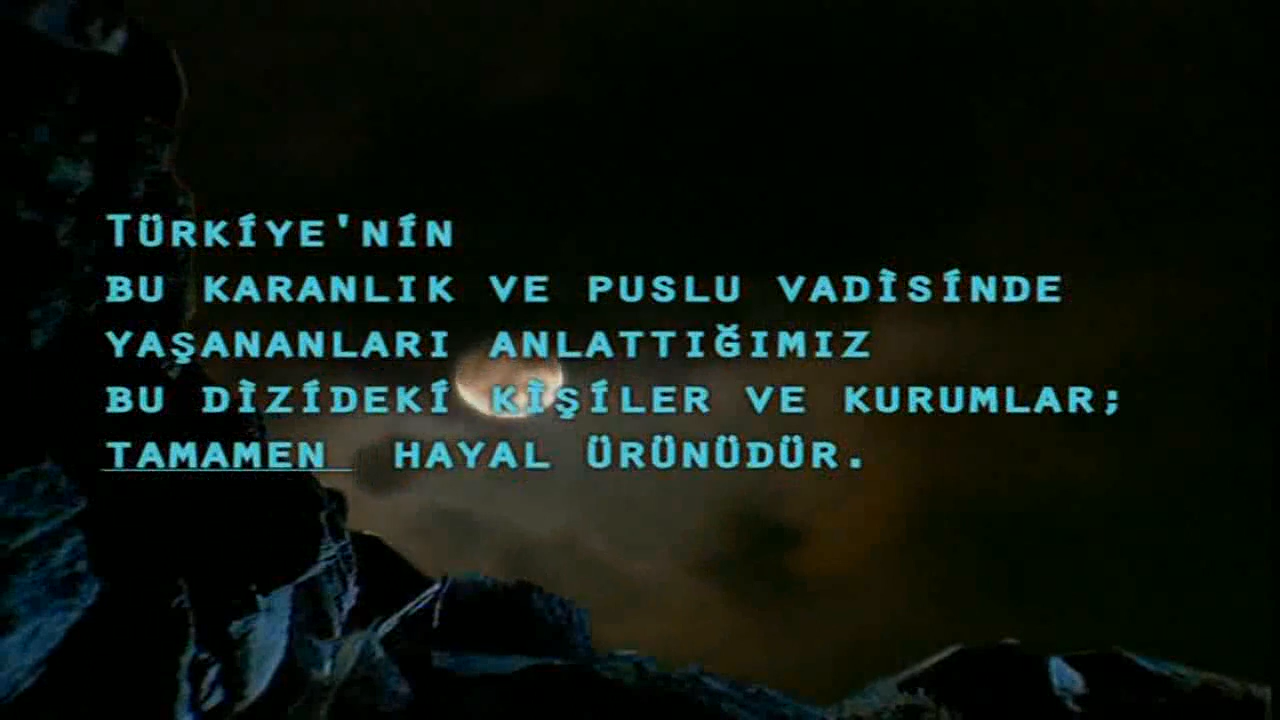 TÜRKİYE'NİN
BU KARANLIK VE PUSLU VADİSİNDE
YAŞANANLARI ANLATTIĞIMIZ
BU DİZİDEKİ KİŞİLER VE KURUMLAR;
TAMAMEN HAYAL ÜRÜNÜDÜR.